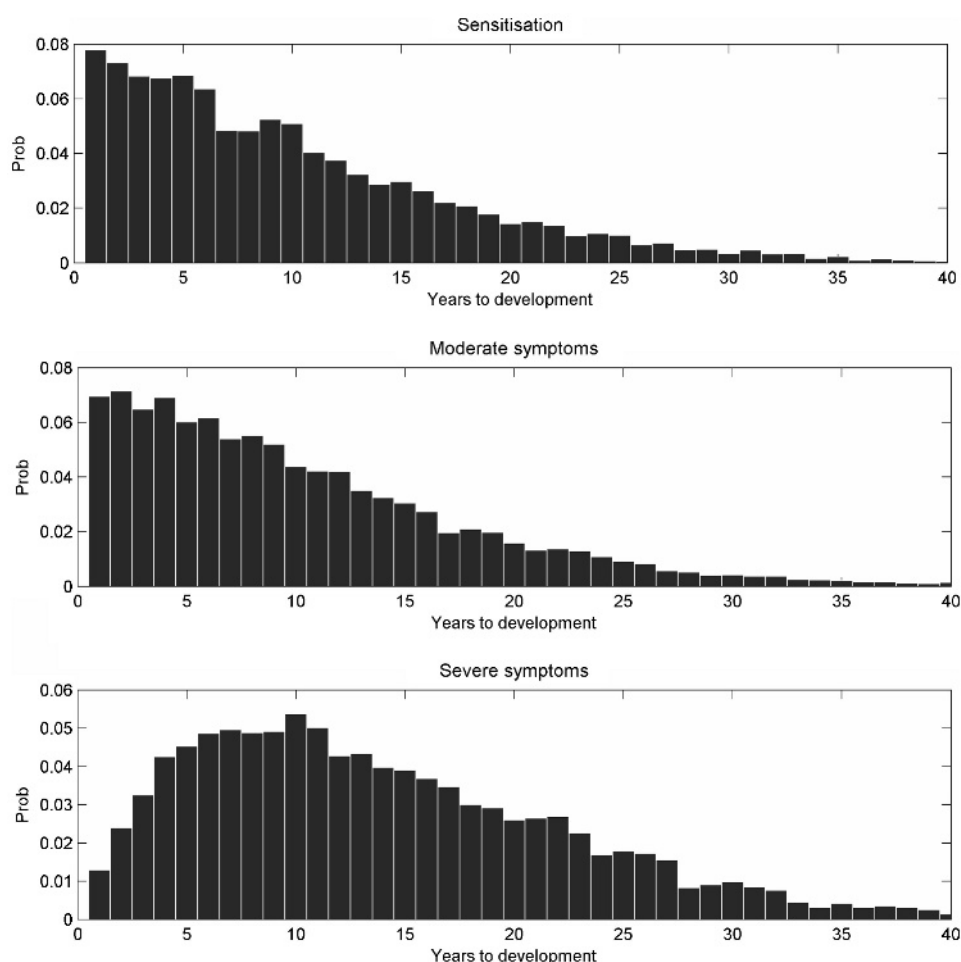 Sensitisation
0.08
0.06
0.04
0.02
0
Prob
0 5 10 15 20 25 30 35 40
Years to development
Moderate symptoms
0.08
0.06
0.04
0.02
0
Prob
0 5 10 15 20 25 30 35 40
Years to development
Severe symptoms
0.06
0.05
0.04
0.03
0.02
0.01
0
Prob
0 5 10 15 20 25 30 35 40
Years to development